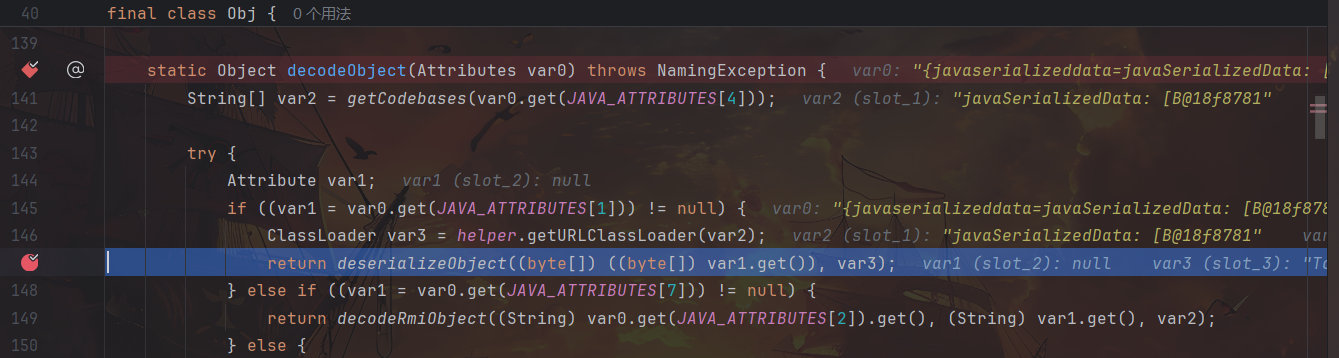 40 final class Obj { 0 个用法
139
@ static Object decodeObject(Attributes var0) throws NamingException { var0: "{javaserializeddata=javaSerializedData: [
141 String[] var2 = getCodebases(var0.get(JAVA_ATTRIBUTES[4])); var2 (slot_1): "javaSerializedData: [B@18f8781"
142
143 try {
144 Attribute var1; var1 (slot_2): null
145 if ((var1 = var0.get(JAVA_ATTRIBUTES[1])) != null) { var0: "{javaserializeddata=javaSerializedData: [B@18f878
146 ClassLoader var3 = helper.getURLClassLoader(var2); var2 (slot_1): "javaSerializedData: [B@18f8781" var
return deserializeObject((byte[]) ((byte[]) var1.get()), var3); var1 (slot_2): null var3 (slot_3): "To
148 } else if ((var1 = var0.get(JAVA_ATTRIBUTES[7])) != null) {
149 return decodeRmiObject((String) var0.get(JAVA_ATTRIBUTES[2]).get(), (String) var1.get(), var2);
150 } else {